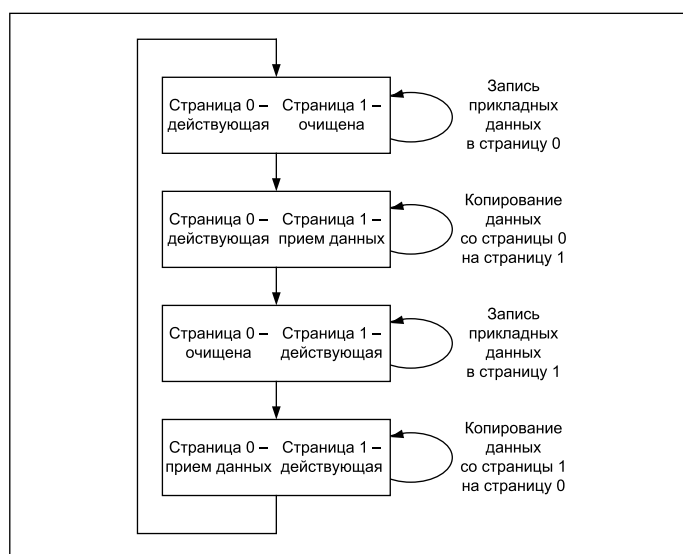 Страница 0 –
действующая
Страница 1 –
очищена
Запись
прикладных
данных
в страницу 0
Страница 0 –
действующая
Страница 1 –
прием данных
Копирование
данных
со страницы 0
на страницу 1
Страница 0 –
очищена
Страница 1 –
действующая
Запись
прикладных
данных
в страницу 1
Страница 0 –
прием данных
Страница 1 –
действующая
Копирование
данных
со страницы 1
на страницу 0